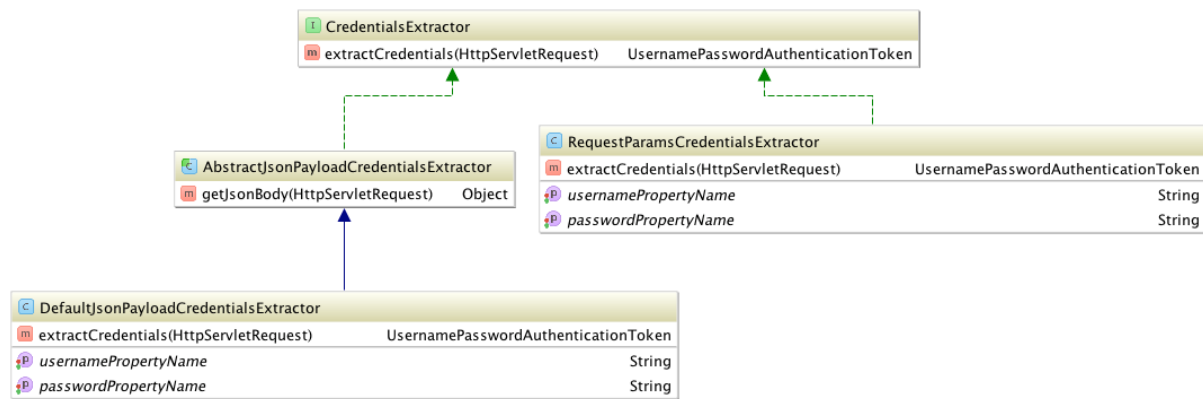 I CredentialsExtractor
m extractCredentials(HttpServletRequest) UsernamePasswordAuthenticationToken
C AbstractJsonPayloadCredentialsExtractor
m getJsonBody(HttpServletRequest) Object
C RequestParamsCredentialsExtractor
m extractCredentials(HttpServletRequest) UsernamePasswordAuthenticationToken
p usernamePropertyName String
p passwordPropertyName String
C DefaultJsonPayloadCredentialsExtractor
m extractCredentials(HttpServletRequest) UsernamePasswordAuthenticationToken
p usernamePropertyName String
p passwordPropertyName String